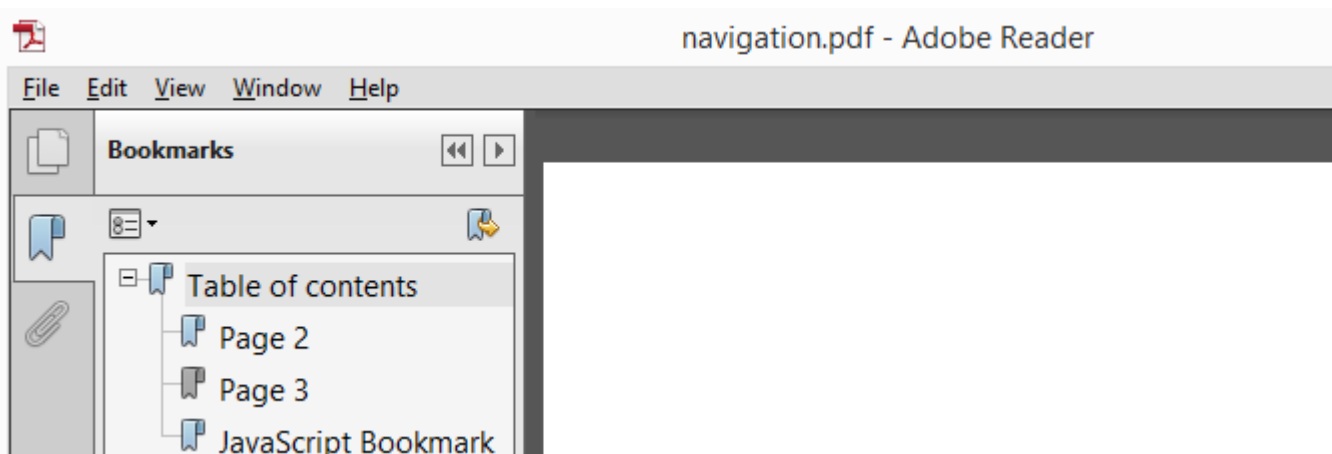 navigation.pdf - Adobe Reader
File Edit View Window Help
Bookmarks
Table of contents
Page 2
Page 3
JavaScript Bookmark